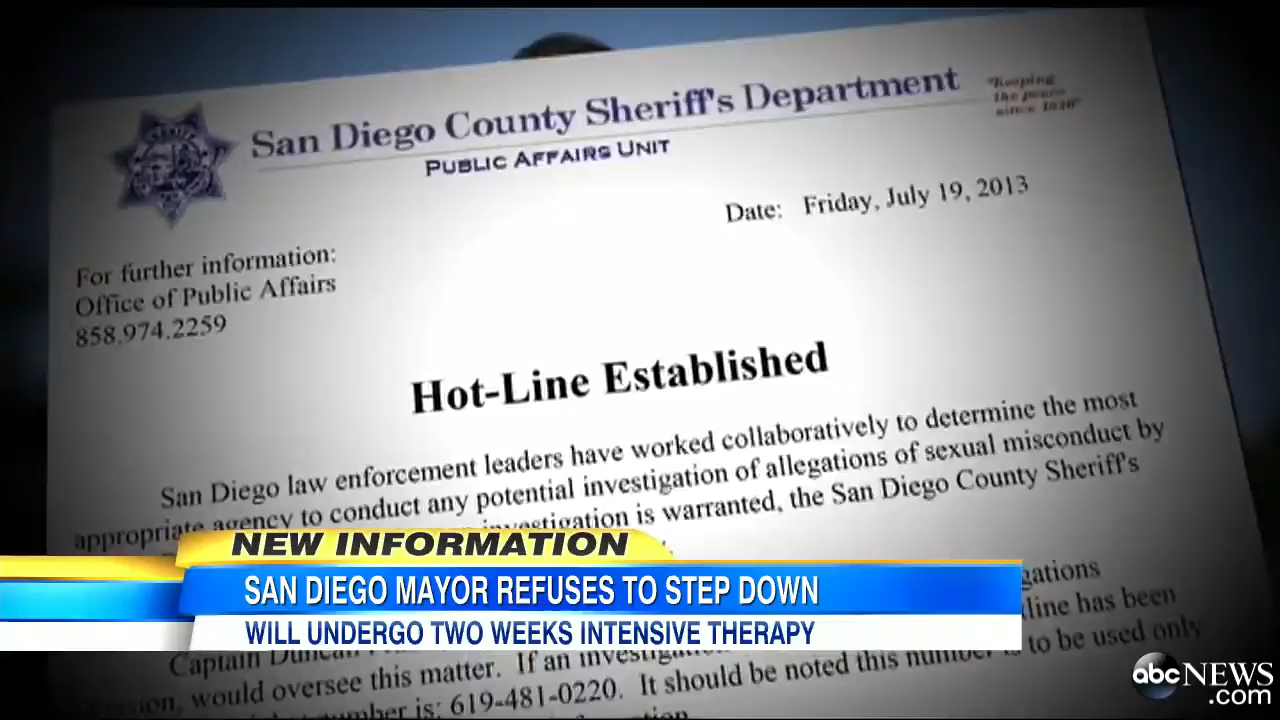 San Diego County Sheriff's Department
"Keeping
the peace
since 1850"
PUBLIC AFFAIRS UNIT
Date: Friday, July 19, 2013
For further information:
Office of Public Affairs
858.974.2259
Hot-Line Established
San Diego law enforcement leaders have worked collaboratively to determine the most
appropriate agency to conduct any potential investigation of allegations of sexual misconduct by
investigation is warranted, the San Diego County Sheriff's
gations
line has been
Captain Duncan
would oversee this matter. If an to be used only
number is: 619-481-0220. It should be noted this number
NEW INFORMATION
SAN DIEGO MAYOR REFUSES TO STEP DOWN
WILL UNDERGO TWO WEEKS INTENSIVE THERAPY
abc NEWS
.com